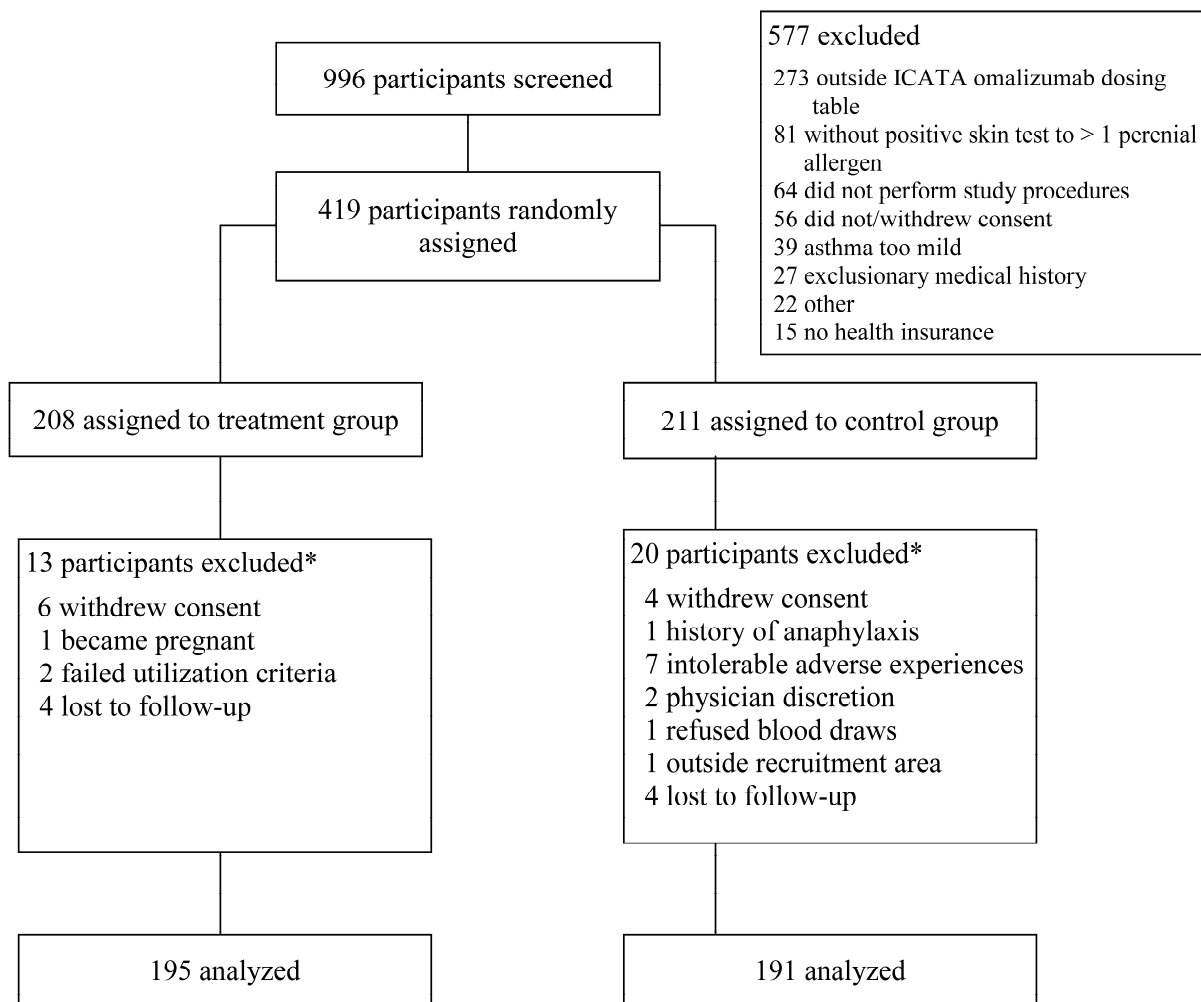 996 participants screened
577 excluded
273 outside ICATA omalizumab dosing
table
81 without positive skin test to > 1 perenial
allergen
64 did not perform study procedures
56 did not/withdrew consent
39 asthma too mild
27 exclusionary medical history
22 other
15 no health insurance
419 participants randomly
assigned
208 assigned to treatment group
211 assigned to control group
13 participants excluded*
6 withdrew consent
1 became pregnant
2 failed utilization criteria
4 lost to follow-up
20 participants excluded*
4 withdrew consent
1 history of anaphylaxis
7 intolerable adverse experiences
2 physician discretion
1 refused blood draws
1 outside recruitment area
4 lost to follow-up
195 analyzed
191 analyzed